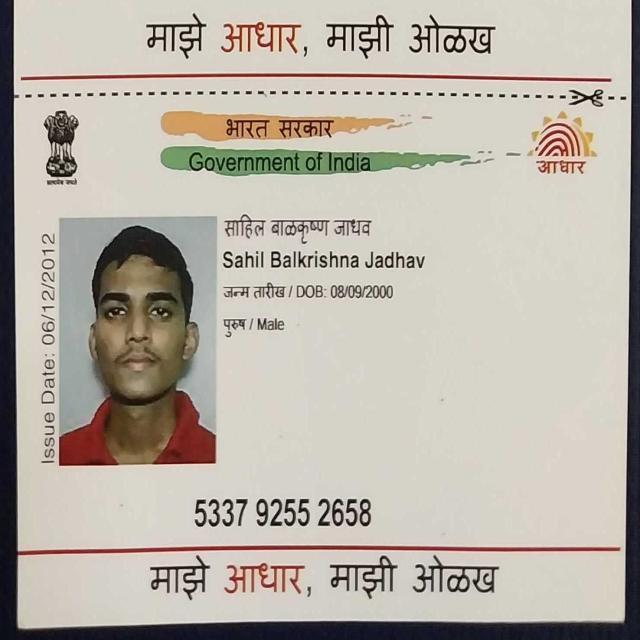 माझे आधार, माझी ओळख
भारत सरकार
Government of India
सत्यमेव जयते
आधार
Issue Date: 06/12/2012
साहिल बाळकृष्ण जाधव
Sahil Balkrishna Jadhav
जन्म तारीख / DOB: 08/09/2000
पुरुष / Male
5337 9255 2658
माझे आधार, माझी ओळख